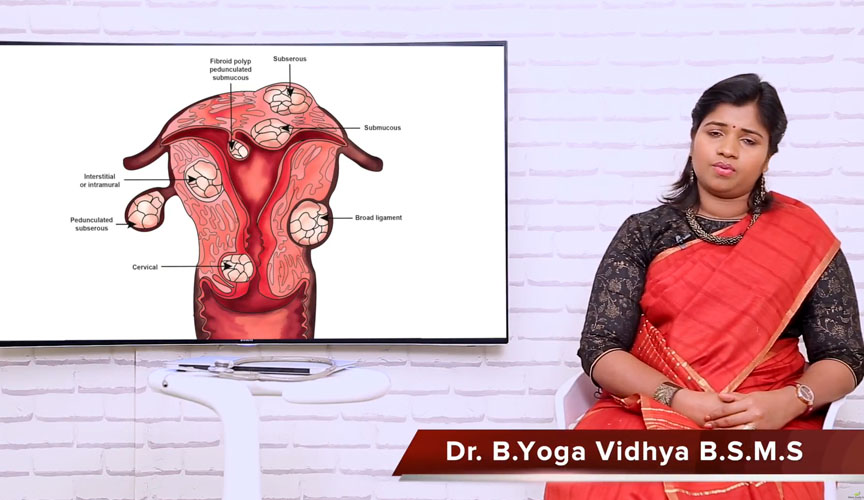 Fibroid polyp
pedunculated
submucous
Subserous
Submucous
Interstitial
or intramural
Pedunculated
subserous
Broad ligament
Cervical
Dr. B.Yoga Vidhya B.S.M.S